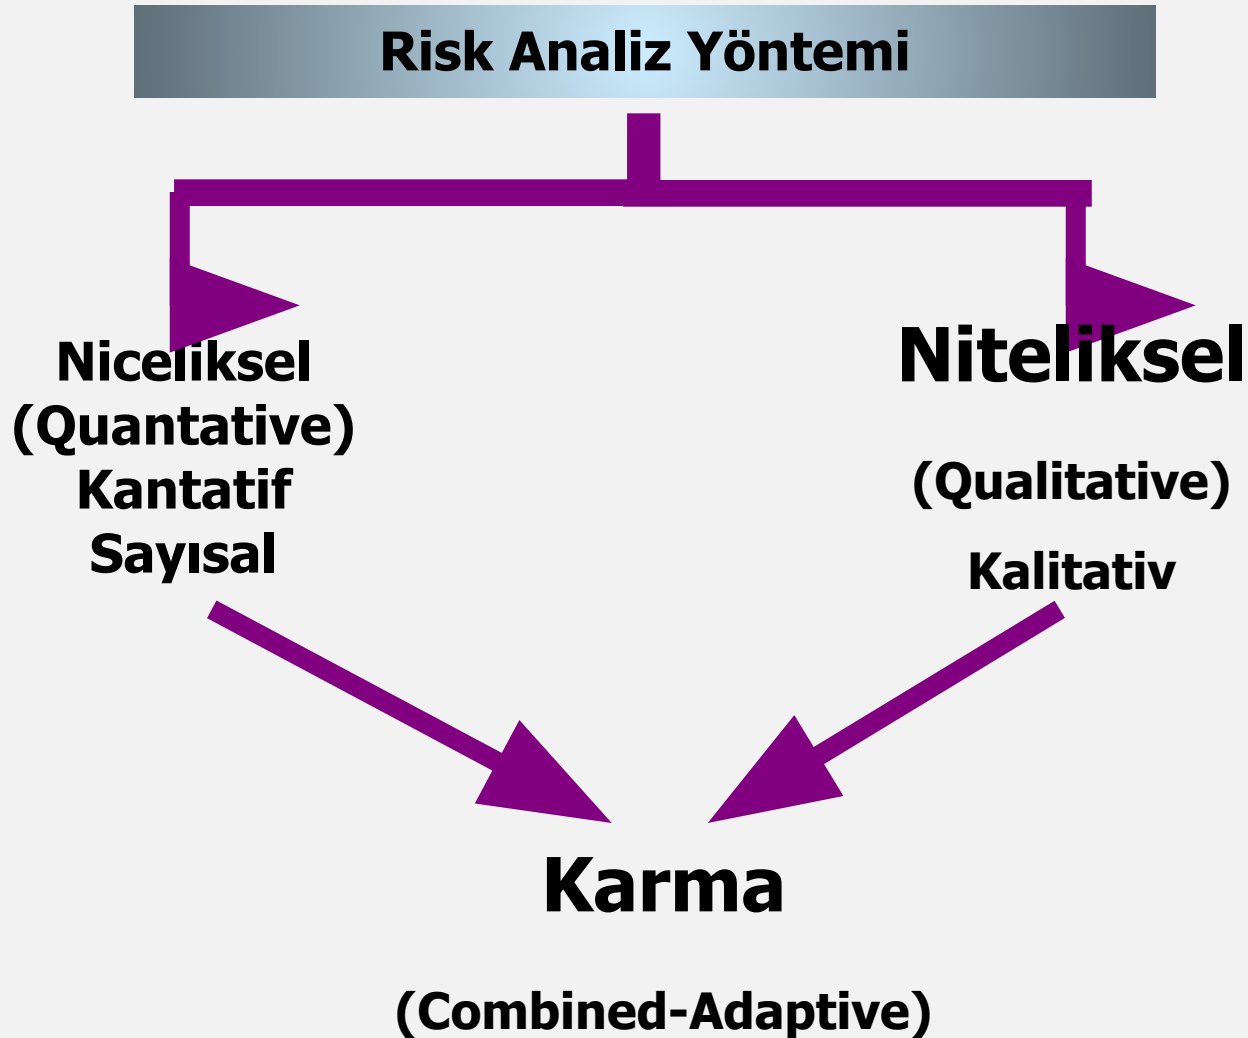 Risk Analiz Yöntemi
Niceliksel
(Quantative)
Kantatif
Sayısal
Niteliksel
(Qualitative)
Kalitativ
Karma
(Combined-Adaptive)